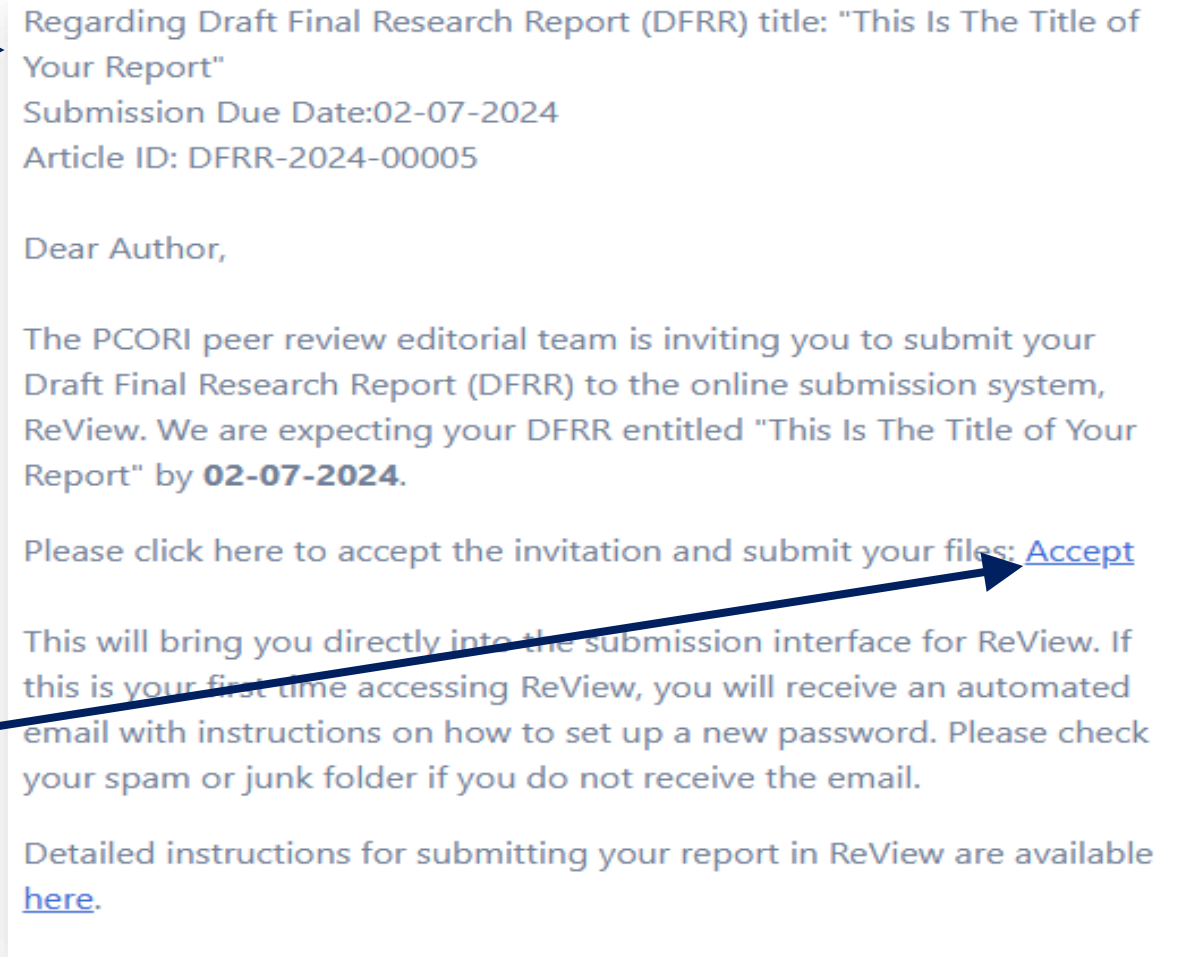 Regarding Draft Final Research Report (DFRR) title: "This Is The Title of
Your Report"
Submission Due Date:02-07-2024
Article ID: DFRR-2024-00005
Dear Author,
The PCORI peer review editorial team is inviting you to submit your
Draft Final Research Report (DFRR) to the online submission system,
ReView. We are expecting your DFRR entitled "This Is The Title of Your
Report" by 02-07-2024.
Please click here to accept the invitation and submit your files: Accept
This will bring you directly into the submission interface for ReView. If
this is your first time accessing ReView, you will receive an automated
email with instructions on how to set up a new password. Please check
your spam or junk folder if you do not receive the email.
Detailed instructions for submitting your report in ReView are available
here.